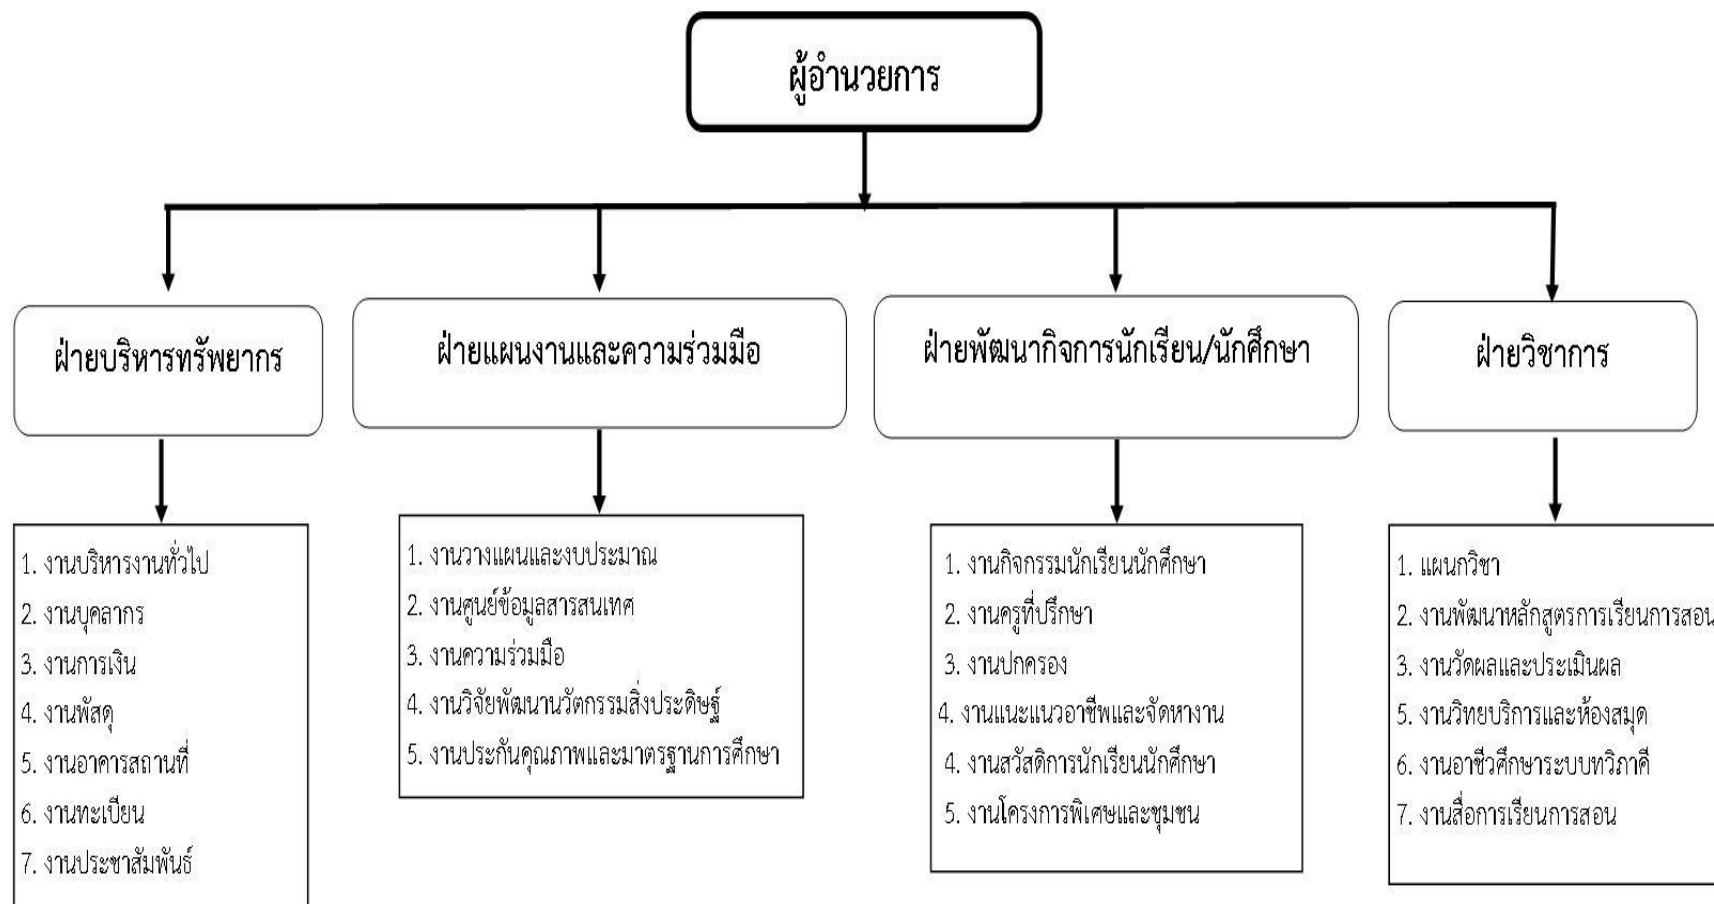 ผู้อำนวยการ
ฝ่ายบริหารทรัพยากร
ฝ่ายแผนงานและความร่วมมือ
ฝ่ายพัฒนากิจการนักเรียน/นักศึกษา
ฝ่ายวิชาการ
1. งานบริหารงานทั่วไป
2. งานบุคลากร
3. งานการเงิน
4. งานพัสดุ
5. งานอาคารสถานที่
6. งานทะเบียน
7. งานประชาสัมพันธ์
1. งานวางแผนและงบประมาณ
2. งานศูนย์ข้อมูลสารสนเทศ
3. งานความร่วมมือ
4. งานวิจัยพัฒนานวัตกรรมสิ่งประดิษฐ์
5. งานประกันคุณภาพและมาตรฐานการศึกษา
1. งานกิจกรรมนักเรียนนักศึกษา
2. งานครูที่ปรึกษา
3. งานปกครอง
4. งานแนะแนวอาชีพและจัดหางาน
4. งานสวัสดิการนักเรียนนักศึกษา
5. งานโครงการพิเศษและชุมชน
1. แผนกวิชา
2. งานพัฒนาหลักสูตรการเรียนการสอน
3. งานวัดผลและประเมินผล
5. งานวิทยบริการและห้องสมุด
6. งานอาชีวศึกษาระบบทวิภาคี
7. งานสื่อการเรียนการสอน